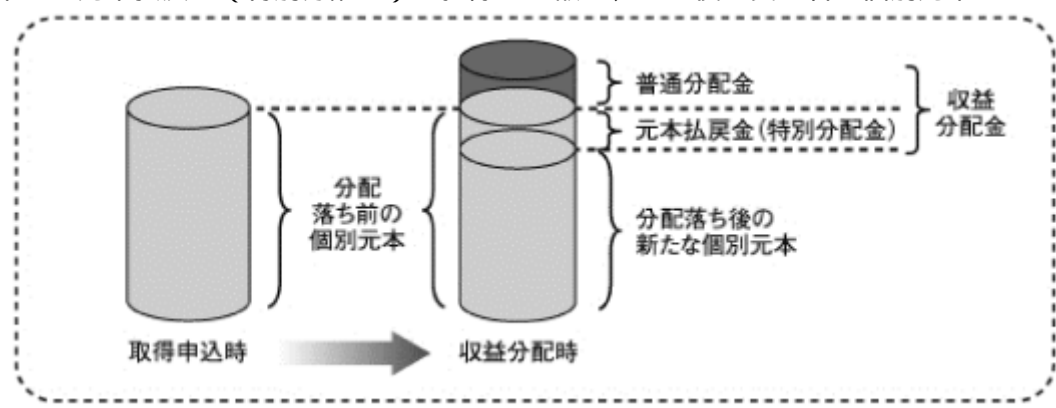 普通分配金
収益
分配金
元本払戻金(特別分配金)
分配
落ち前の
個別元本
分配落ち後の
新たな個別元本
取得申込時
収益分配時